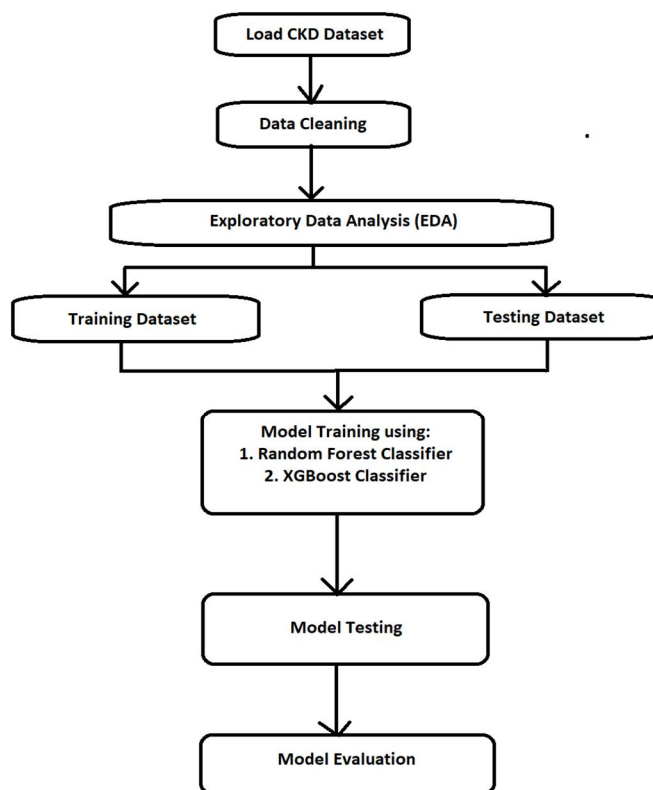 Load CKD Dataset
Data Cleaning
Exploratory Data Analysis (EDA)
Training Dataset
Testing Dataset
Model Training using:
1. Random Forest Classifier
2. XGBoost Classifier
Model Testing
Model Evaluation